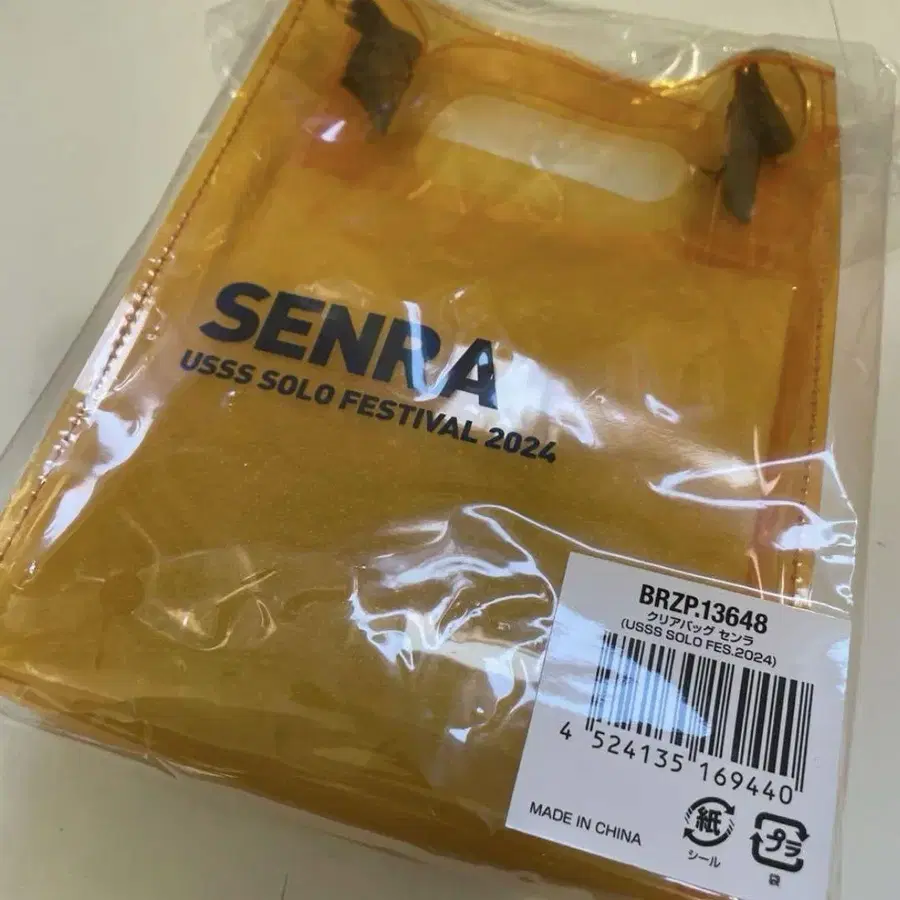 SENRA
USSS SOLO FESTIVAL 2024
BRZP.13648
クリアバッグ センラ
(USSS SOLO FES.2024)
4 524135 169440
MADE IN CHINA
紙
シール
プラ
袋